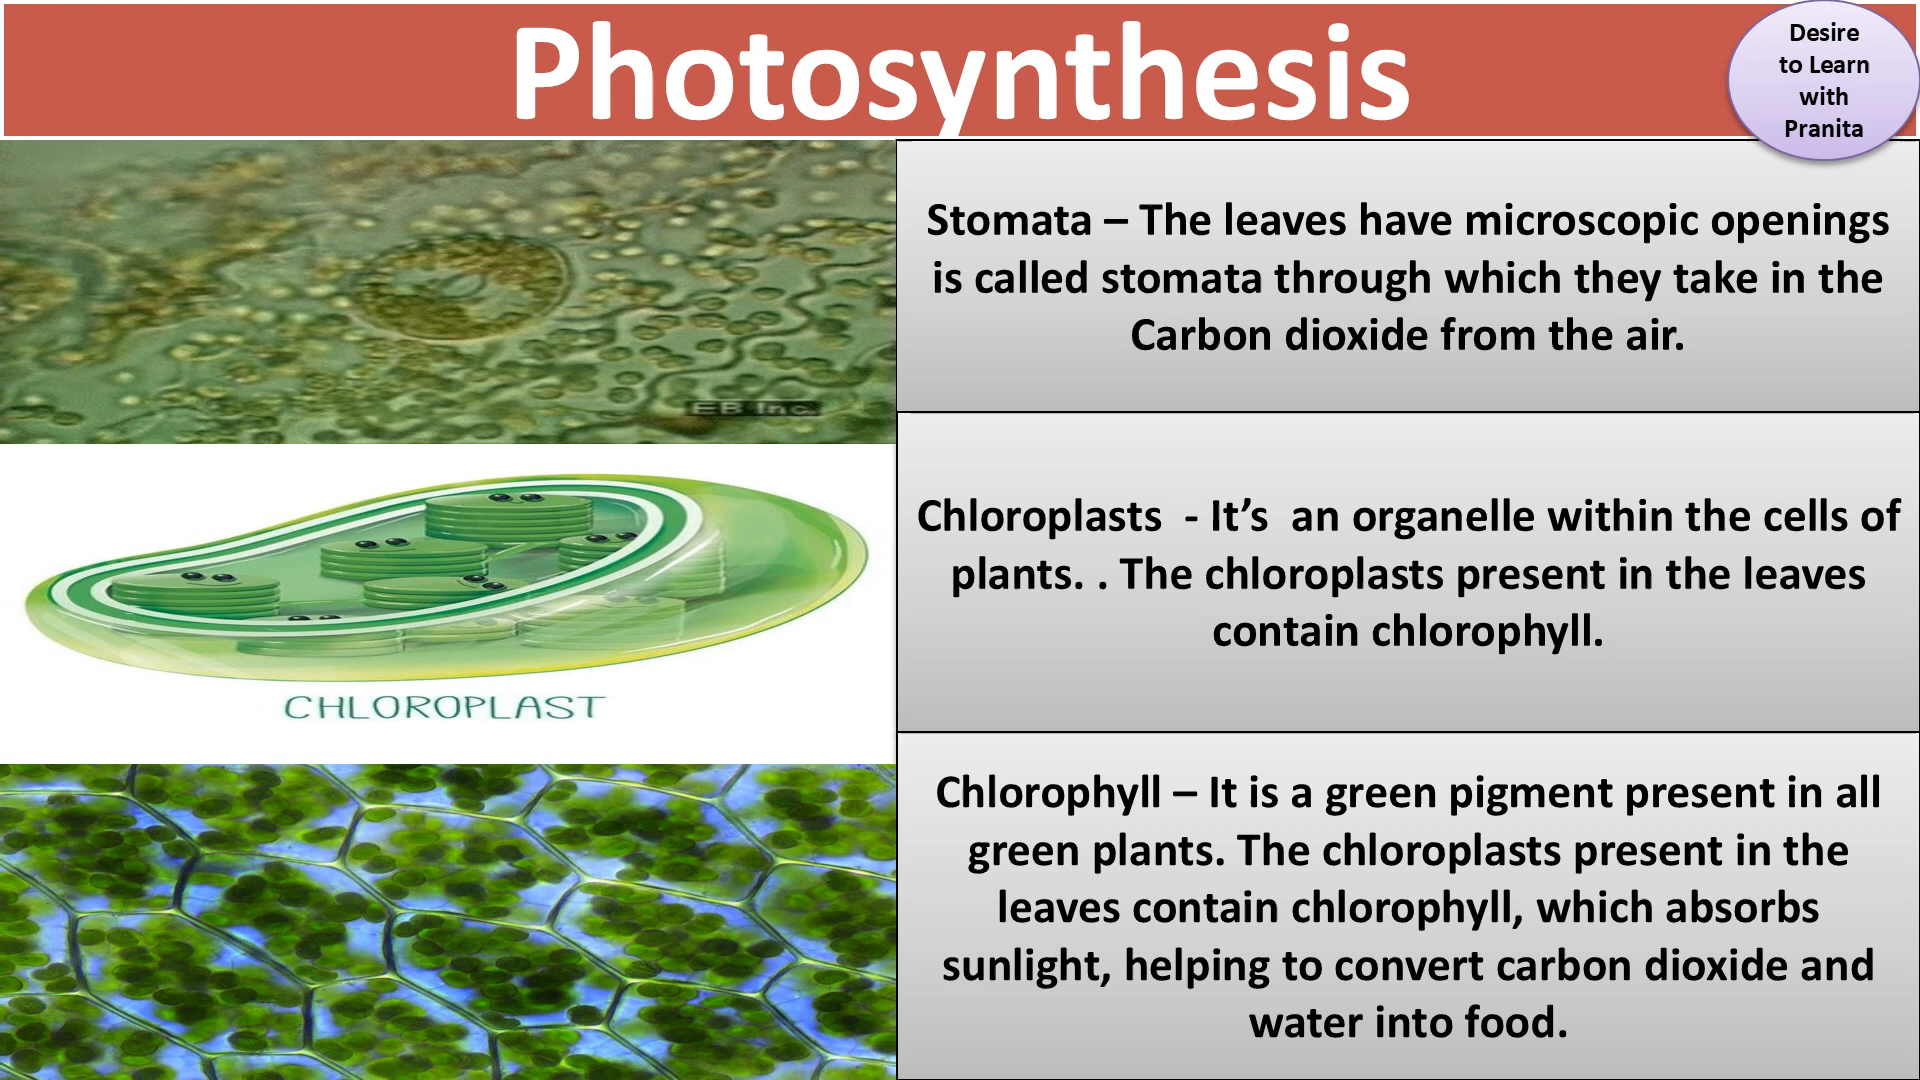 Photosynthesis
Desire
to Learn
with
Pranita
Stomata – The leaves have microscopic openings
is called stomata through which they take in the
Carbon dioxide from the air.
EB Inc.
Chloroplasts  - It’s  an organelle within the cells of
plants. . The chloroplasts present in the leaves
contain chlorophyll.
CHLOROPLAST
Chlorophyll – It is a green pigment present in all
green plants. The chloroplasts present in the
leaves contain chlorophyll, which absorbs
sunlight, helping to convert carbon dioxide and
water into food.